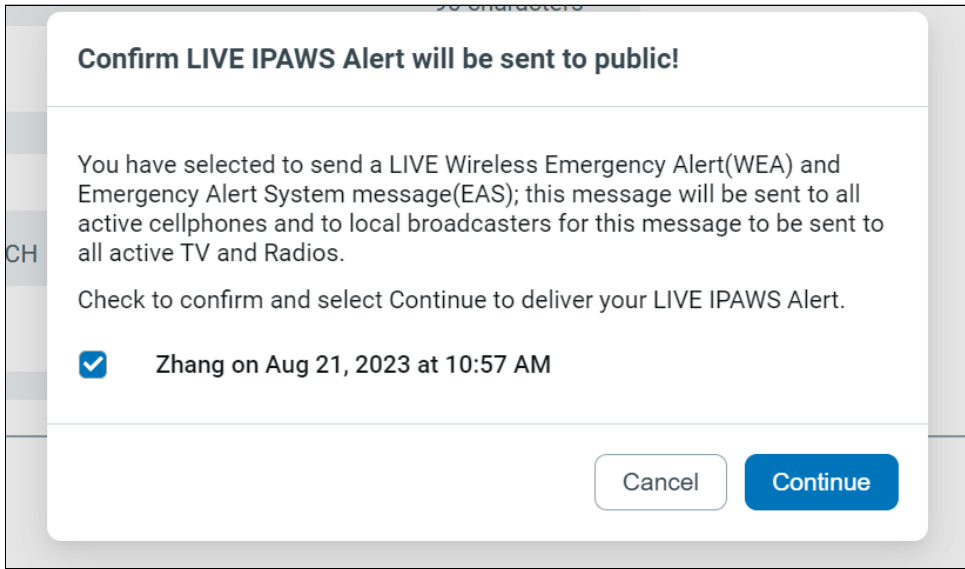 90 characters
Confirm LIVE IPAWS Alert will be sent to public!
You have selected to send a LIVE Wireless Emergency Alert(WEA) and
Emergency Alert System message(EAS); this message will be sent to all
active cellphones and to local broadcasters for this message to be sent to
CH
all active TV and Radios.
Check to confirm and select Continue to deliver your LIVE IPAWS Alert.
Zhang on Aug 21, 2023 at 10:57 AM
Cancel Continue